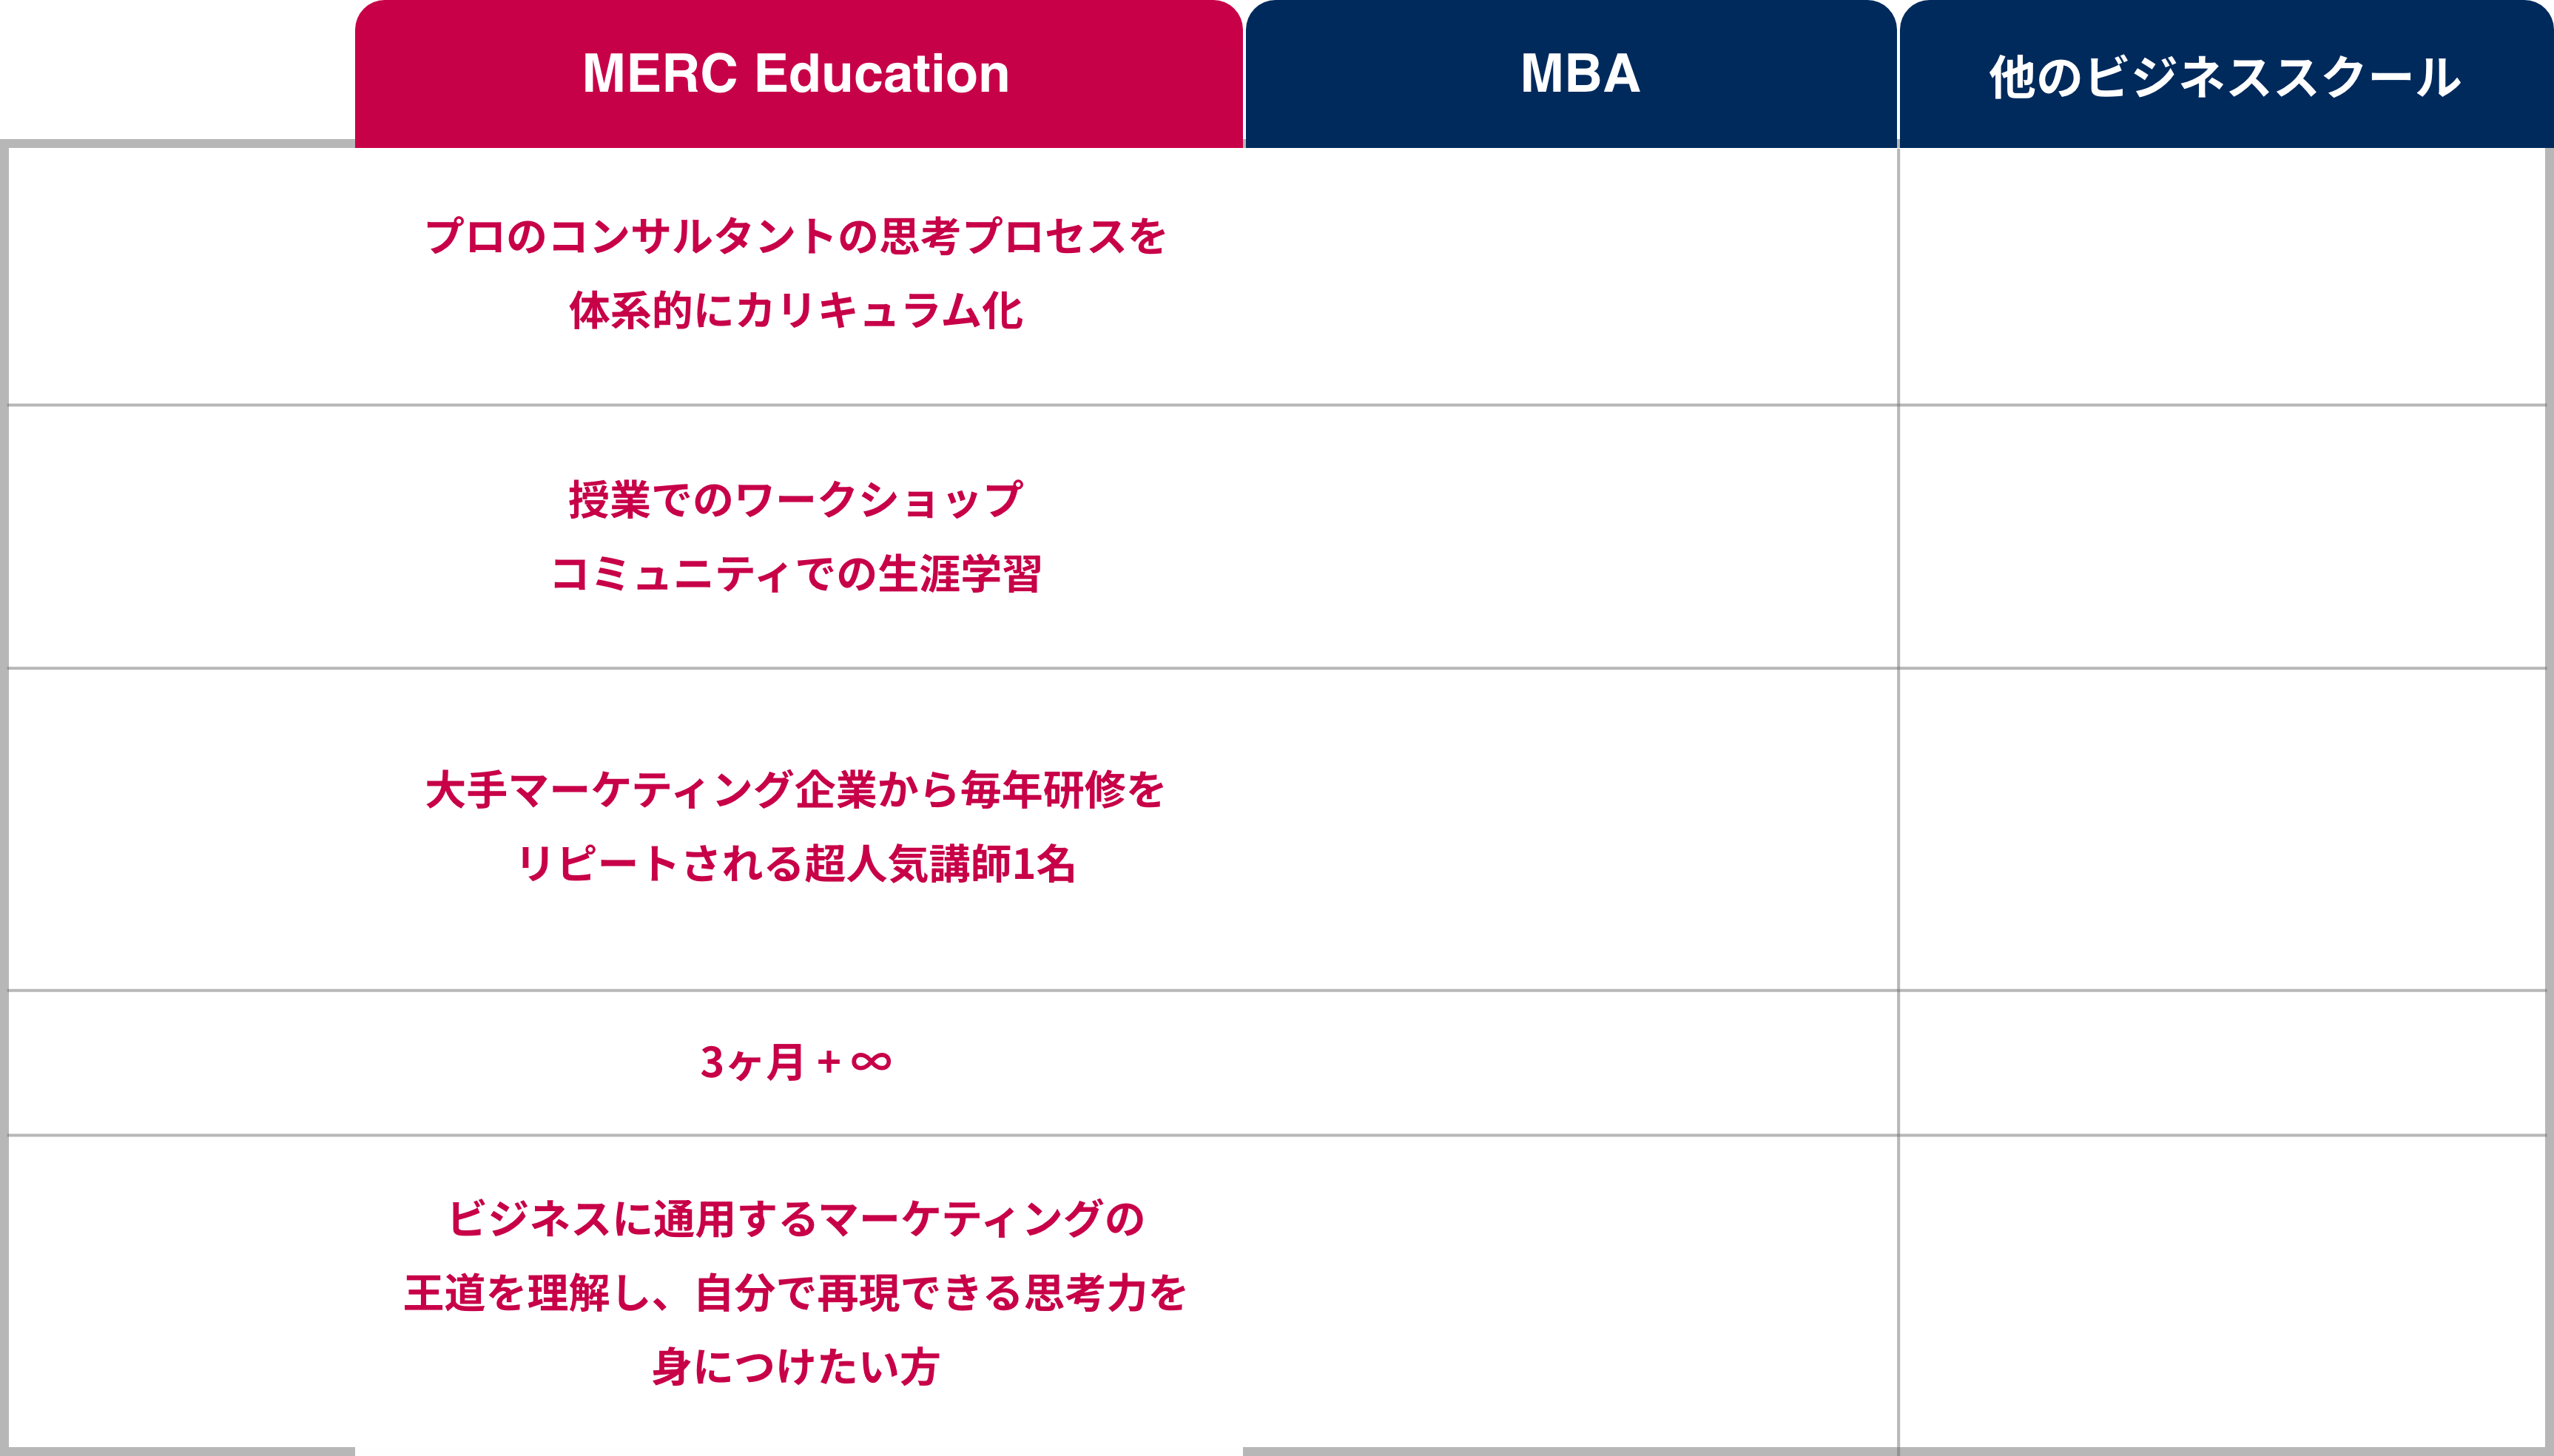 MERC Education
MBA
他のビジネススクール
プロのコンサルタントの思考プロセスを
体系的にカリキュラム化
授業でのワークショップ
コミュニティでの生涯学習
大手マーケティング企業から毎年研修を
リピートされる超人気講師1名
3ヶ月 + ∞
ビジネスに通用するマーケティングの
王道を理解し、自分で再現できる思考力を
身につけたい方